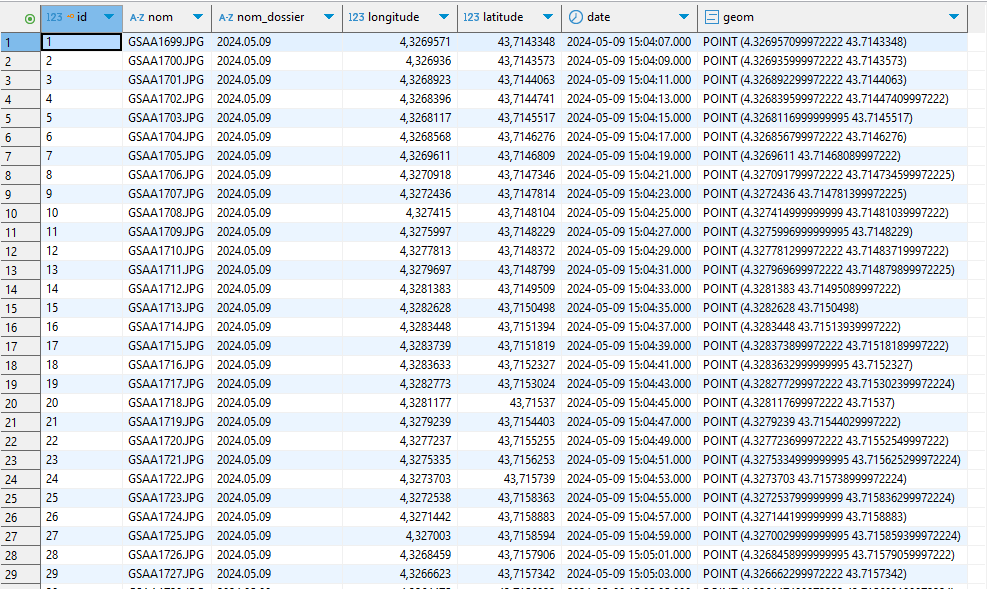 123 id A-Z nom A-Z nom_dossier 123 longitude 123 latitude date geom
1 1 GSAA1699.JPG 2024.05.09 4,3269571 43,7143348 2024-05-09 15:04:07.000 POINT (4.326957099972222 43.7143348)
2 2 GSAA1700.JPG 2024.05.09 4,326936 43,7143573 2024-05-09 15:04:09.000 POINT (4.326935999972222 43.7143573)
3 3 GSAA1701.JPG 2024.05.09 4,3268923 43,7144063 2024-05-09 15:04:11.000 POINT (4.326892299972222 43.7144063)
4 4 GSAA1702.JPG 2024.05.09 4,3268396 43,7144741 2024-05-09 15:04:13.000 POINT (4.326839599972222 43.71447409997222)
5 5 GSAA1703.JPG 2024.05.09 4,3268117 43,7145517 2024-05-09 15:04:15.000 POINT (4.3268116999999995 43.7145517)
6 6 GSAA1704.JPG 2024.05.09 4,3268568 43,7146276 2024-05-09 15:04:17.000 POINT (4.326856799972222 43.7146276)
7 7 GSAA1705.JPG 2024.05.09 4,3269611 43,7146809 2024-05-09 15:04:19.000 POINT (4.3269611 43.71468089997222)
8 8 GSAA1706.JPG 2024.05.09 4,3270918 43,7147346 2024-05-09 15:04:21.000 POINT (4.327091799972222 43.714734599972225)
9 9 GSAA1707.JPG 2024.05.09 4,3272436 43,7147814 2024-05-09 15:04:23.000 POINT (4.3272436 43.714781399972225)
10 10 GSAA1708.JPG 2024.05.09 4,327415 43,7148104 2024-05-09 15:04:25.000 POINT (4.327414999999999 43.71481039997222)
11 11 GSAA1709.JPG 2024.05.09 4,3275997 43,7148229 2024-05-09 15:04:27.000 POINT (4.3275996999999995 43.7148229)
12 12 GSAA1710.JPG 2024.05.09 4,3277813 43,7148372 2024-05-09 15:04:29.000 POINT (4.327781299972222 43.71483719997222)
13 13 GSAA1711.JPG 2024.05.09 4,3279697 43,7148799 2024-05-09 15:04:31.000 POINT (4.327969699972222 43.714879899972225)
14 14 GSAA1712.JPG 2024.05.09 4,3281383 43,7149509 2024-05-09 15:04:33.000 POINT (4.3281383 43.71495089997222)
15 15 GSAA1713.JPG 2024.05.09 4,3282628 43,7150498 2024-05-09 15:04:35.000 POINT (4.3282628 43.7150498)
16 16 GSAA1714.JPG 2024.05.09 4,3283448 43,7151394 2024-05-09 15:04:37.000 POINT (4.3283448 43.71513939997222)
17 17 GSAA1715.JPG 2024.05.09 4,3283739 43,7151819 2024-05-09 15:04:39.000 POINT (4.328373899972222 43.71518189997222)
18 18 GSAA1716.JPG 2024.05.09 4,3283633 43,7152327 2024-05-09 15:04:41.000 POINT (4.3283632999999995 43.7152327)
19 19 GSAA1717.JPG 2024.05.09 4,3282773 43,7153024 2024-05-09 15:04:43.000 POINT (4.328277299972222 43.715302399972224)
20 20 GSAA1718.JPG 2024.05.09 4,3281177 43,71537 2024-05-09 15:04:45.000 POINT (4.328117699972222 43.71537)
21 21 GSAA1719.JPG 2024.05.09 4,3279239 43,7154403 2024-05-09 15:04:47.000 POINT (4.3279239 43.71544029997222)
22 22 GSAA1720.JPG 2024.05.09 4,3277237 43,7155255 2024-05-09 15:04:49.000 POINT (4.327723699972222 43.71552549997222)
23 23 GSAA1721.JPG 2024.05.09 4,3275335 43,7156253 2024-05-09 15:04:51.000 POINT (4.3275334999999995 43.715625299972224)
24 24 GSAA1722.JPG 2024.05.09 4,3273703 43,715739 2024-05-09 15:04:53.000 POINT (4.3273703 43.715738999972224)
25 25 GSAA1723.JPG 2024.05.09 4,3272538 43,7158363 2024-05-09 15:04:55.000 POINT (4.327253799999999 43.715836299972224)
26 26 GSAA1724.JPG 2024.05.09 4,3271442 43,7158883 2024-05-09 15:04:57.000 POINT (4.327144199999999 43.7158883)
27 27 GSAA1725.JPG 2024.05.09 4,327003 43,7158594 2024-05-09 15:04:59.000 POINT (4.3270029999999995 43.715859399972224)
28 28 GSAA1726.JPG 2024.05.09 4,3268459 43,7157906 2024-05-09 15:05:01.000 POINT (4.3268458999999995 43.71579059997222)
29 29 GSAA1727.JPG 2024.05.09 4,3266623 43,7157342 2024-05-09 15:05:03.000 POINT (4.326662299972222 43.7157342)